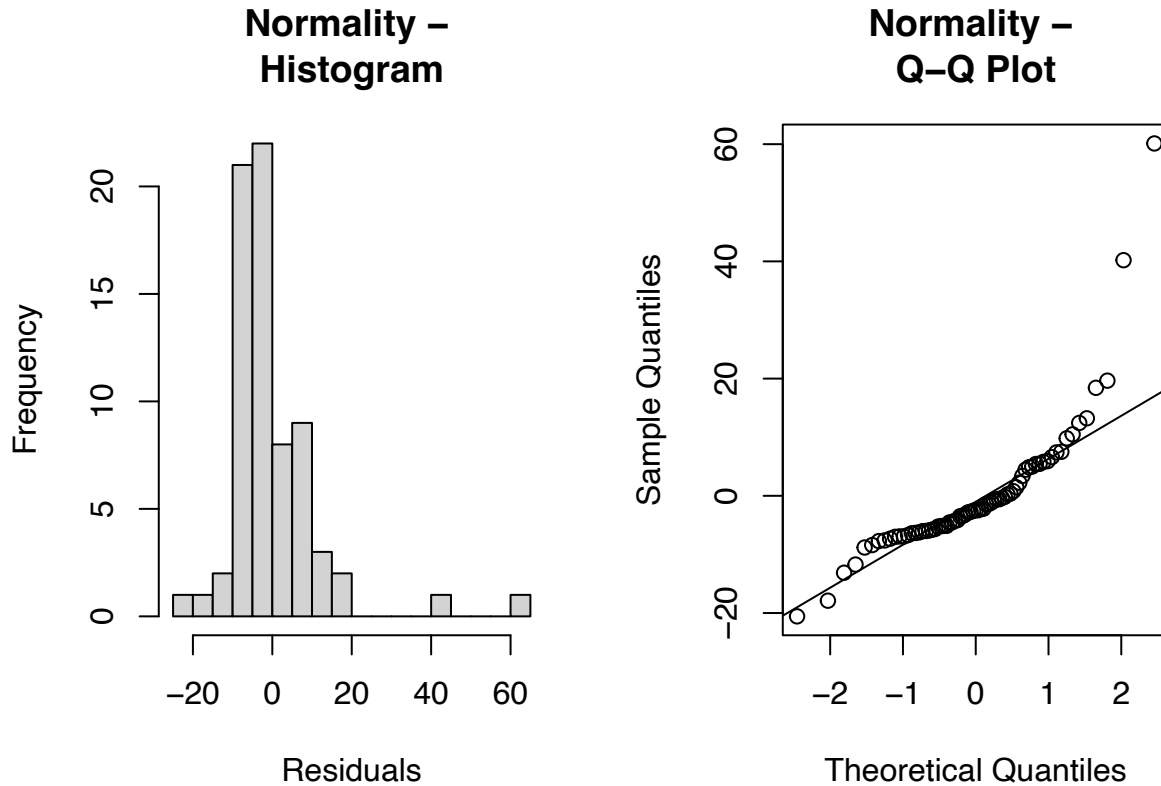 Normality –
Histogram
Frequency
0
5
10
15
20
−20
0
20
40
60
Residuals
Normality –
Q−Q Plot
Sample Quantiles
−20
0
20
40
60
−2
−1
0
1
2
Theoretical Quantiles